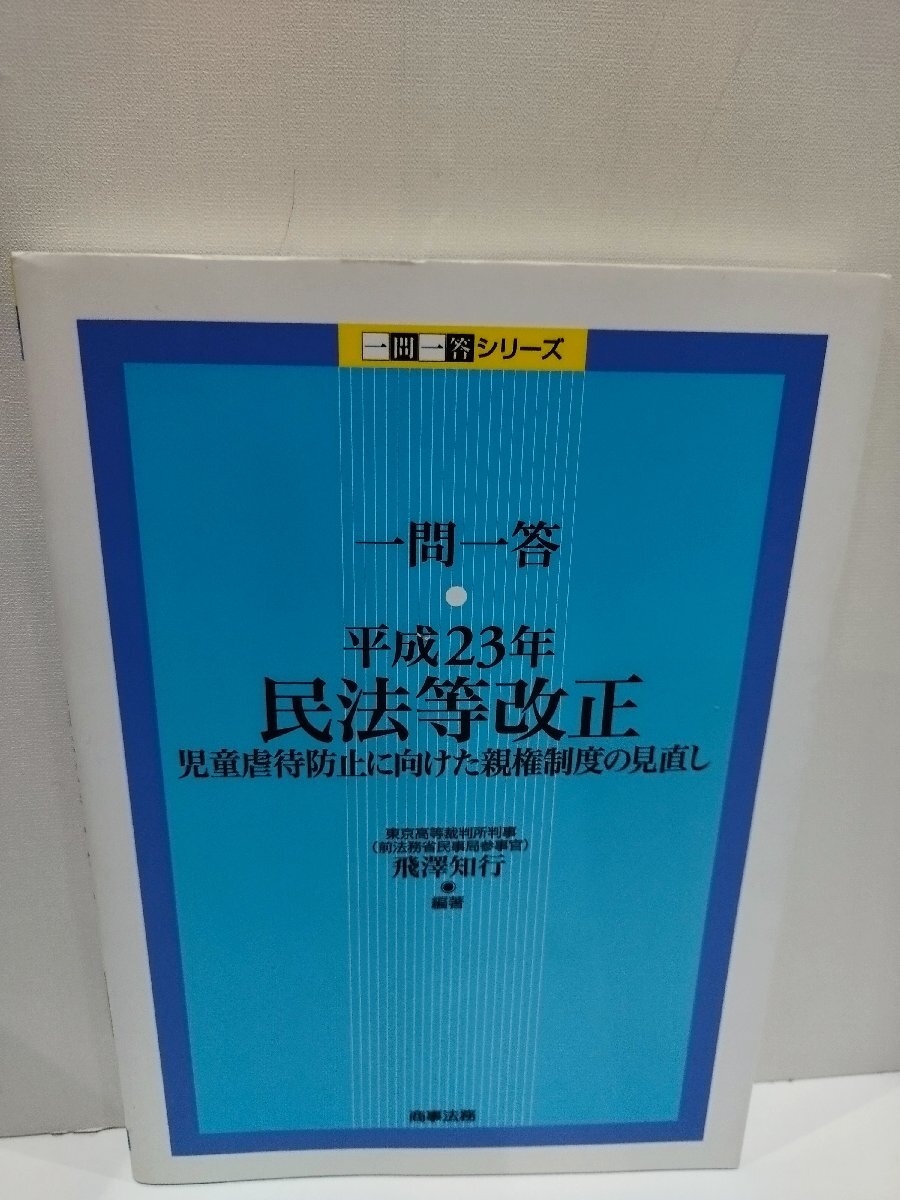 一問一答シリーズ
一問一答
平成23年
民法等改正
児童虐待防止に向けた親権制度の見直し
東京高等裁判所判事
(前法務省民事局参事官)
飛澤知行
編著
商事法務